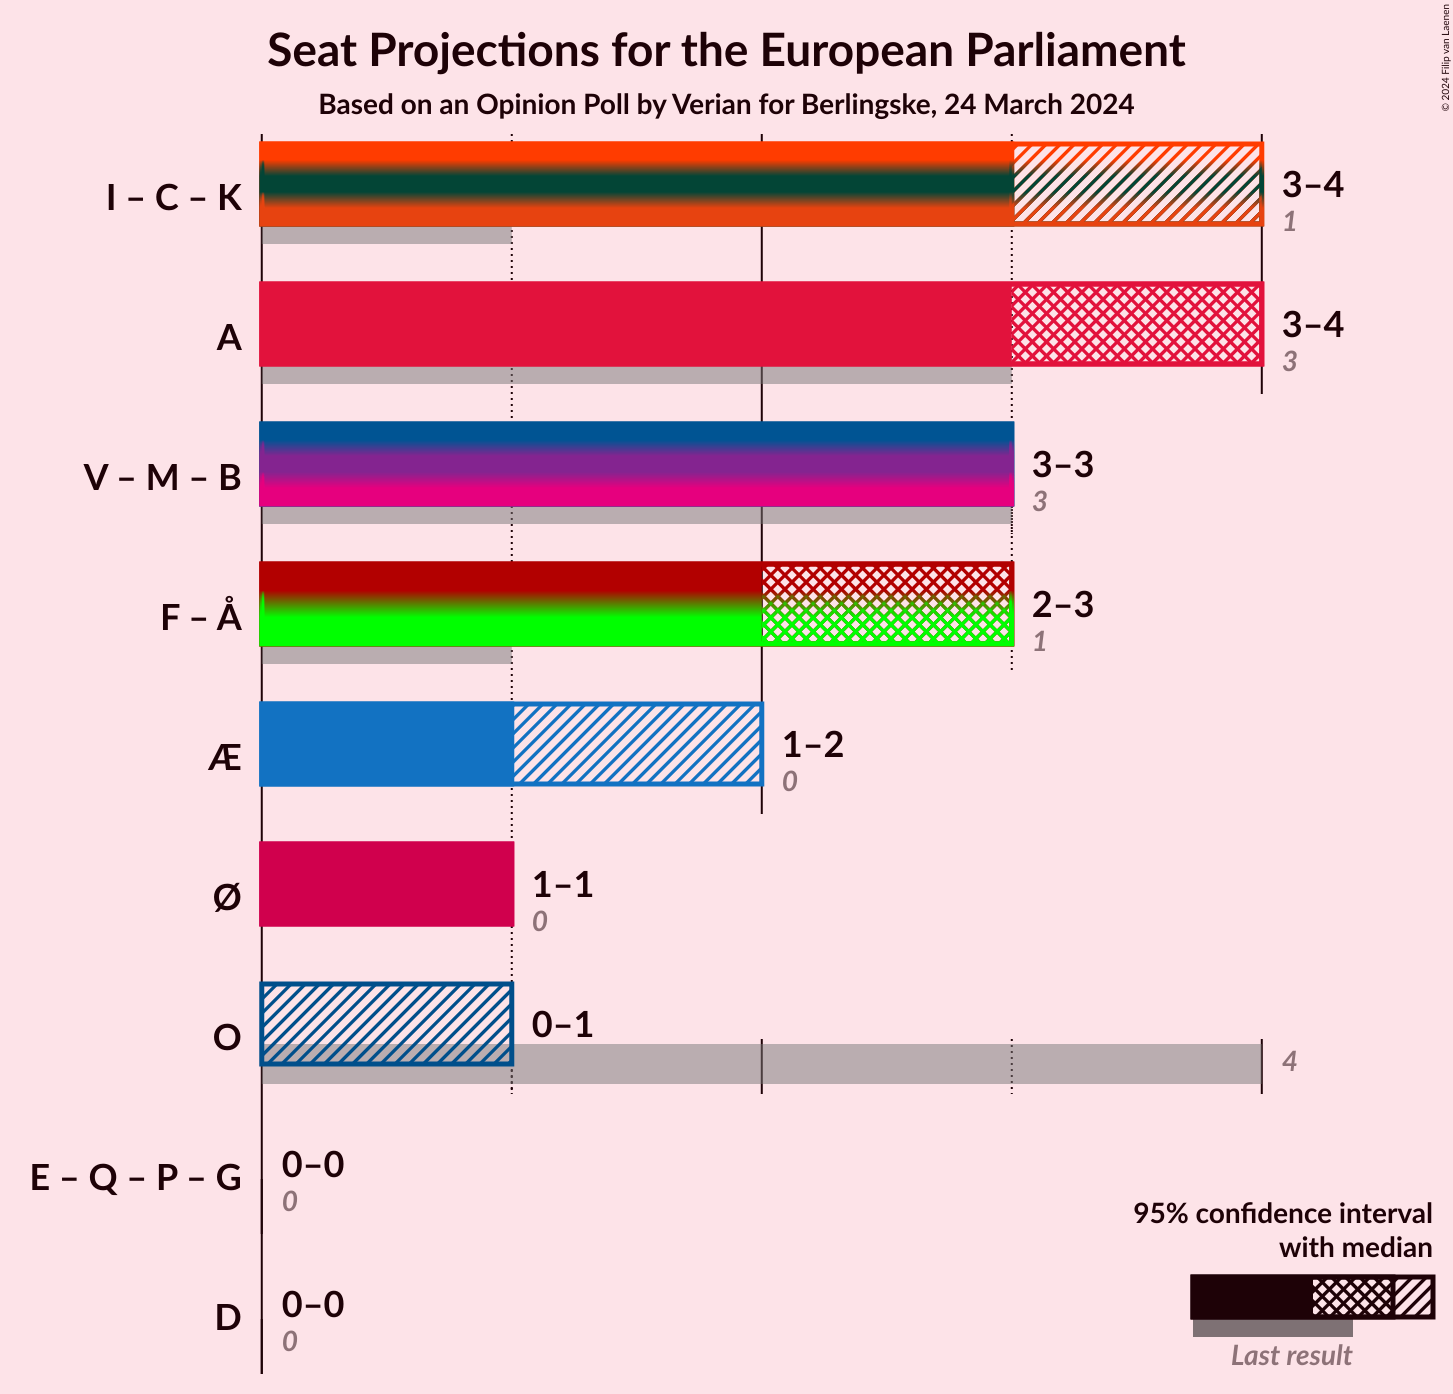 Seat Projections for the European Parliament
Based on an Opinion Poll by Verian for Berlingske, 24 March 2024
© 2024 Filip van Laenen
I – C – K
3–4
1
A
3–4
3
V – M – B
3–3
3
F – Å
2–3
1
Æ
1–2
0
Ø
1–1
0
O
0–1
4
E – Q – P – G
0–0
0
D
0–0
0
95% confidence interval
with median
Last result